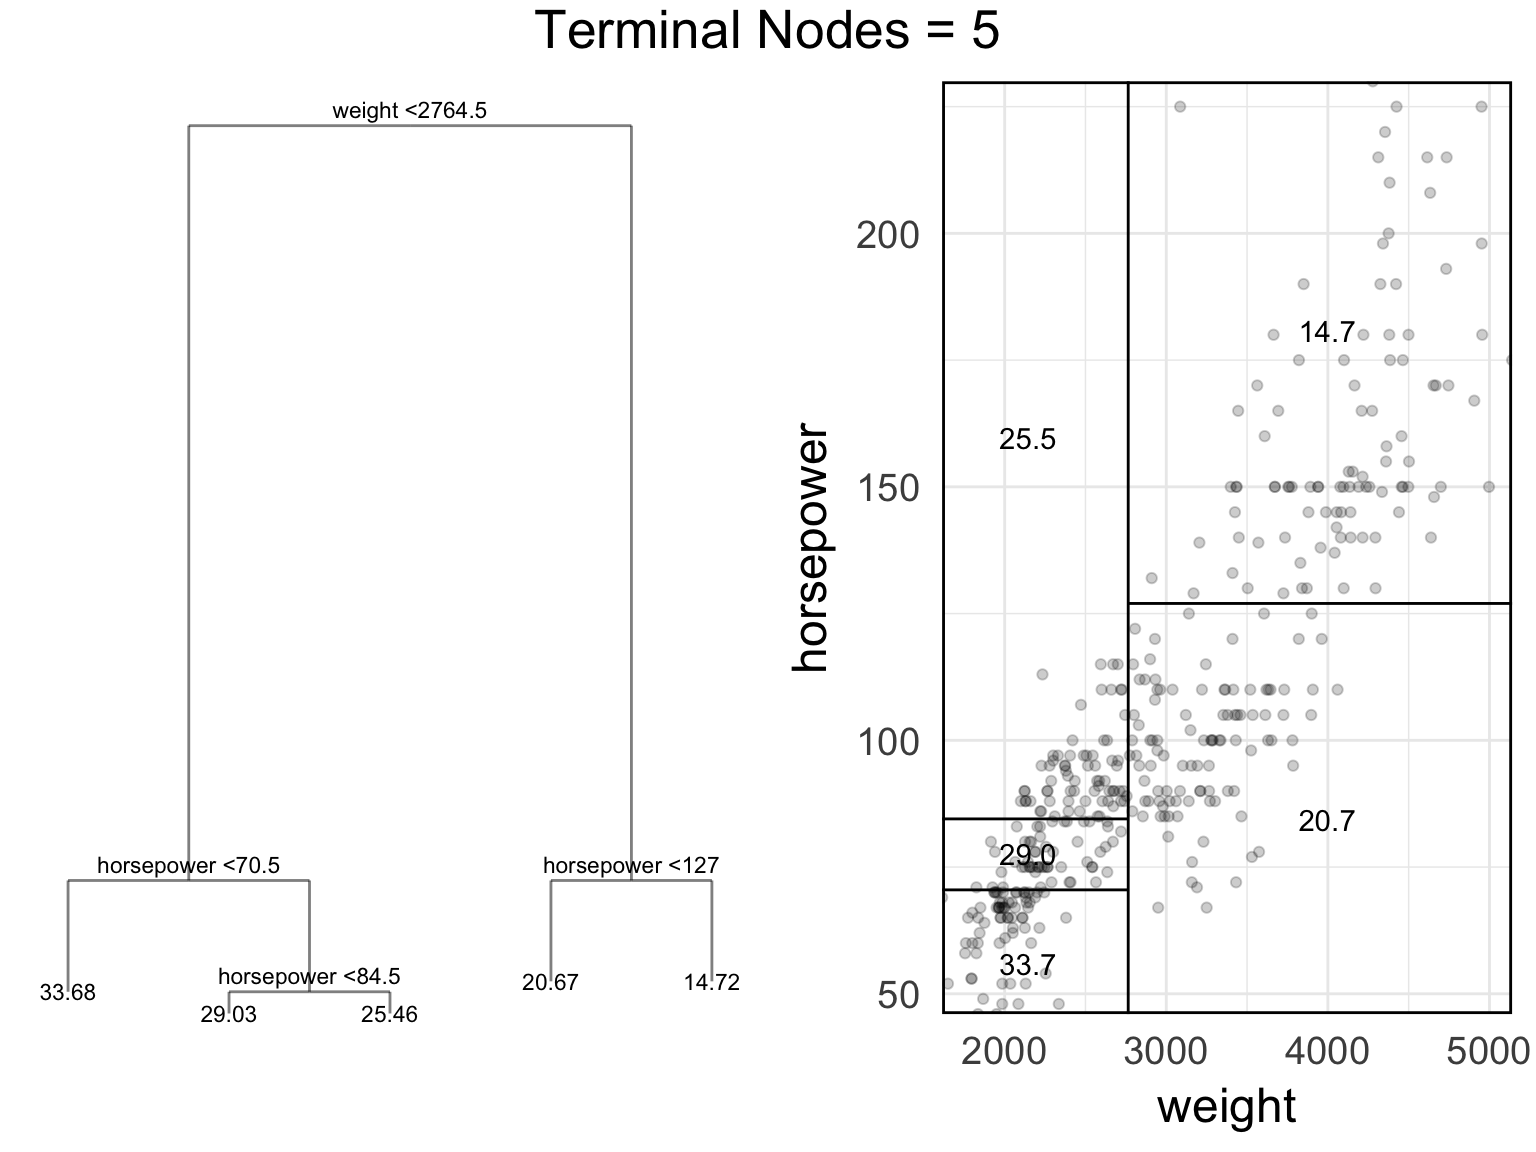 Terminal Nodes = 5
weight <2764.5
horsepower <70.5
horsepower <127
33.68
horsepower <84.5
29.03
25.46
20.67
14.72
horsepower
200
150
100
50
14.7
25.5
20.7
29.0
33.7
2000
3000
4000
5000
weight